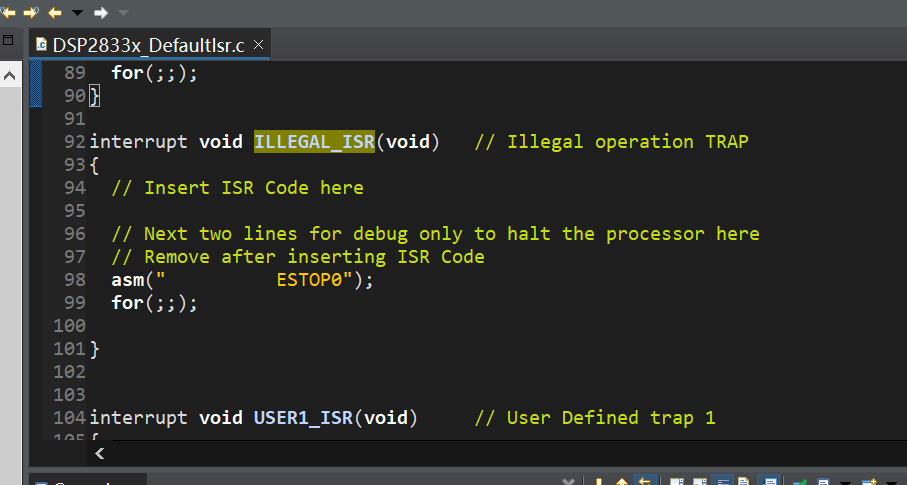 DSP2833x_DefaultIsr.c
89 for(;;);
90 }
91
92 interrupt void ILLEGAL_ISR(void) // Illegal operation TRAP
93 {
94 // Insert ISR Code here
95
96 // Next two lines for debug only to halt the processor here
97 // Remove after inserting ISR Code
98 asm(" ESTOP0");
99 for(;;);
100
101 }
102
103
104 interrupt void USER1_ISR(void) // User Defined trap 1
105 {